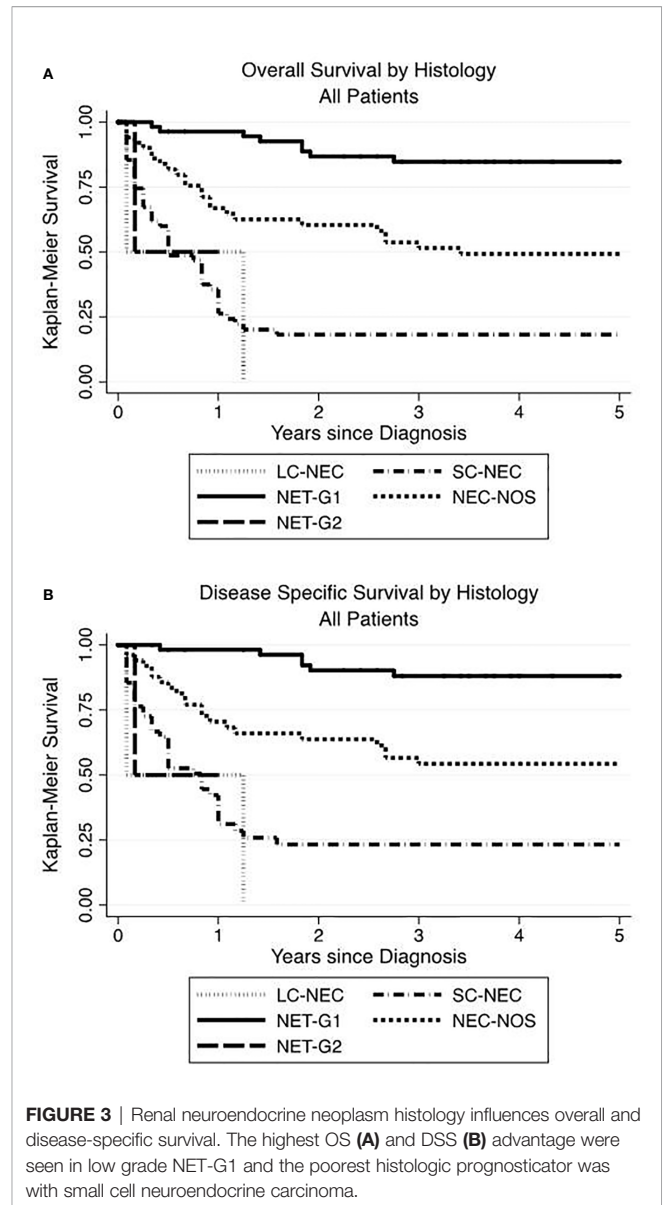 A
Overall Survival by Histology
All Patients
Kaplan-Meier Survival
1.00
0.75
0.50
0.25
0.00
0 1 2 3 4 5
Years since Diagnosis
LC-NEC SC-NEC
NET-G1 NEC-NOS
NET-G2
B
Disease Specific Survival by Histology
All Patients
Kaplan-Meier Survival
1.00
0.75
0.50
0.25
0.00
0 1 2 3 4 5
Years since Diagnosis
LC-NEC SC-NEC
NET-G1 NEC-NOS
NET-G2
FIGURE 3 | Renal neuroendocrine neoplasm histology influences overall and
disease-specific survival. The highest OS (A) and DSS (B) advantage were
seen in low grade NET-G1 and the poorest histologic prognosticator was
with small cell neuroendocrine carcinoma.